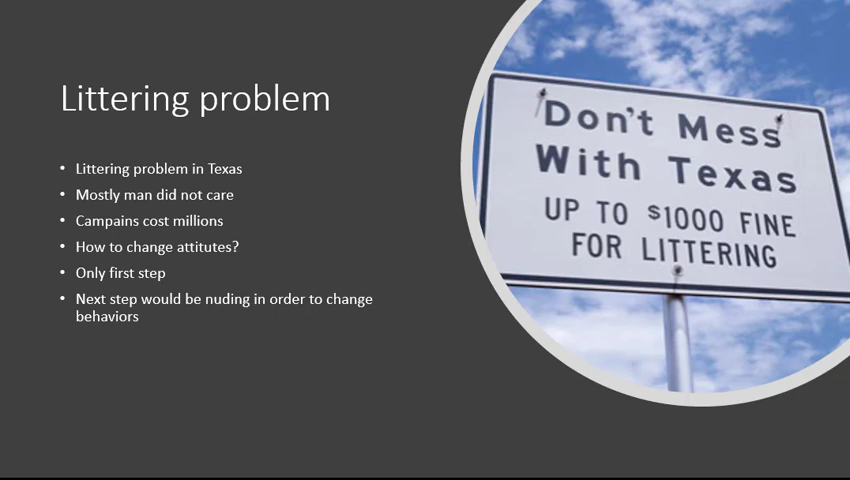 Littering problem
• Littering problem in Texas
• Mostly man did not care
• Campains cost millions
• How to change attitutes?
• Only first step
• Next step would be nuding in order to change
behaviors
Don't Mess
With Texas
UP TO $1000 FINE
FOR LITTERING